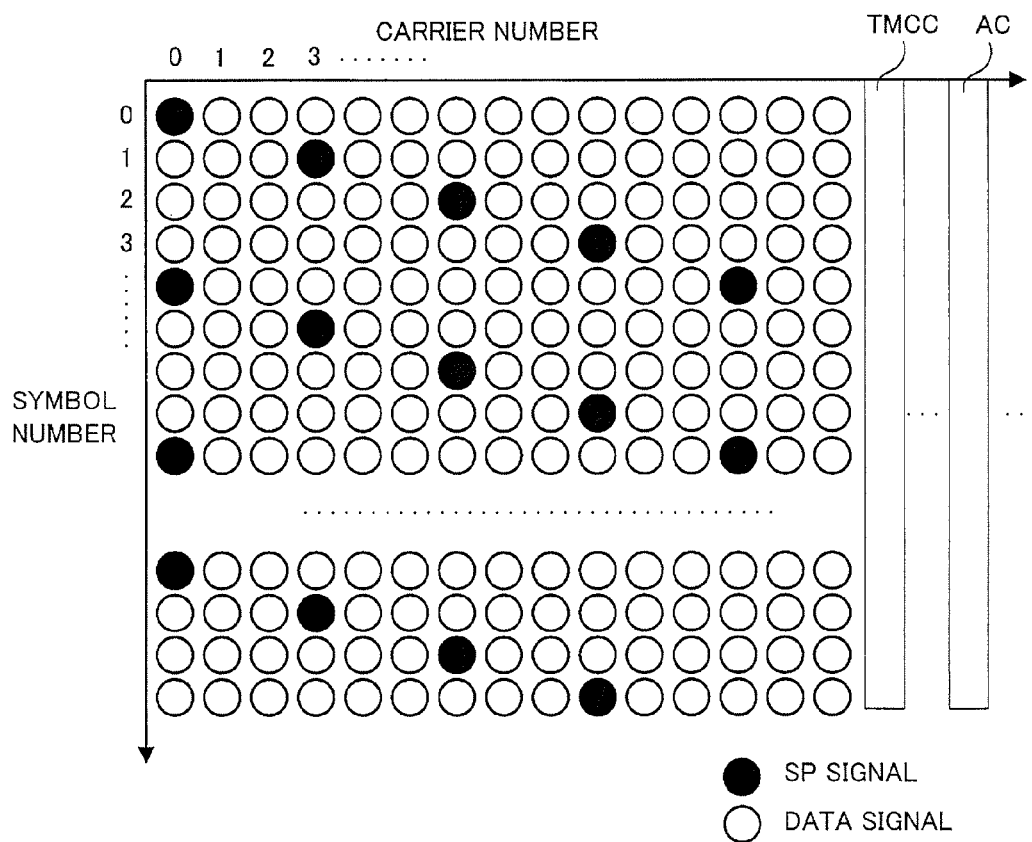 CARRIER NUMBER
TMCC
AC
0 1 2 3 .......
0
1
2
3
SYMBOL
NUMBER
SP SIGNAL
DATA SIGNAL